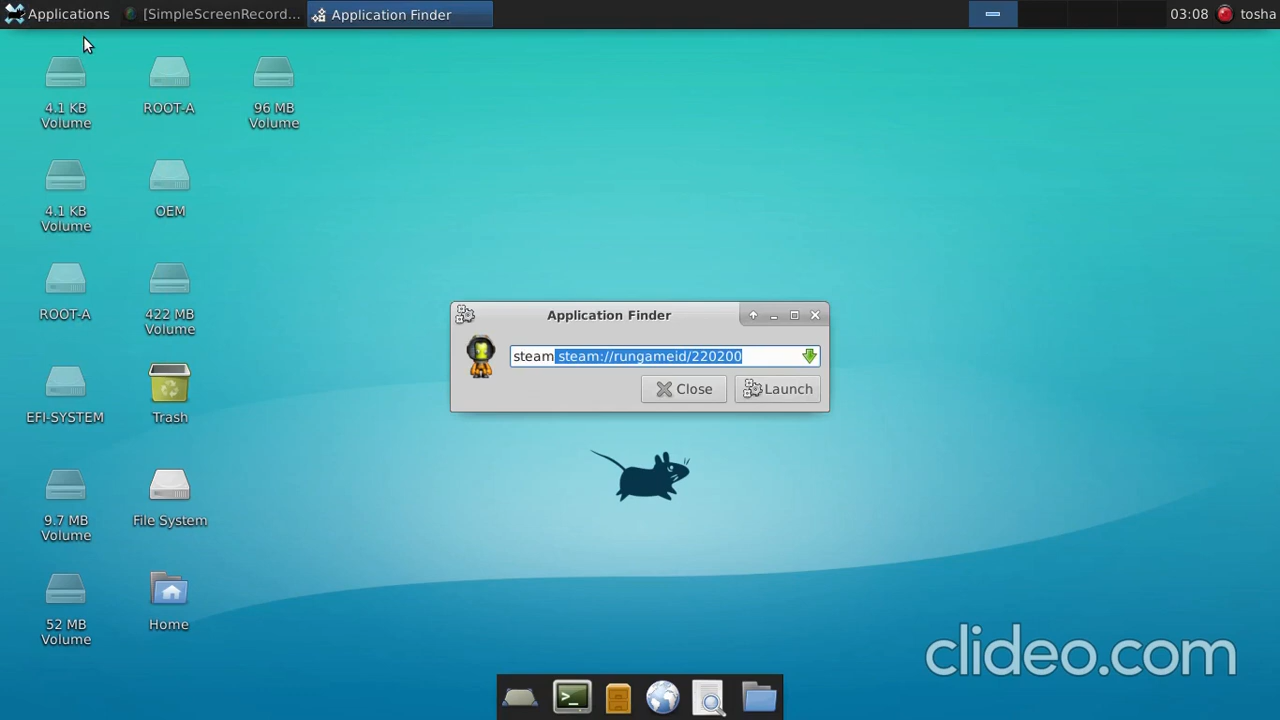 Applications
[SimpleScreenRecord...
Application Finder
03:08
tosha
4.1 KB
Volume
ROOT-A
96 MB
Volume
4.1 KB
Volume
OEM
ROOT-A
422 MB
Volume
EFI-SYSTEM
Trash
9.7 MB
Volume
File System
52 MB
Volume
Home
Application Finder
steam steam://rungameid/220200
Close
Launch
clideo.com